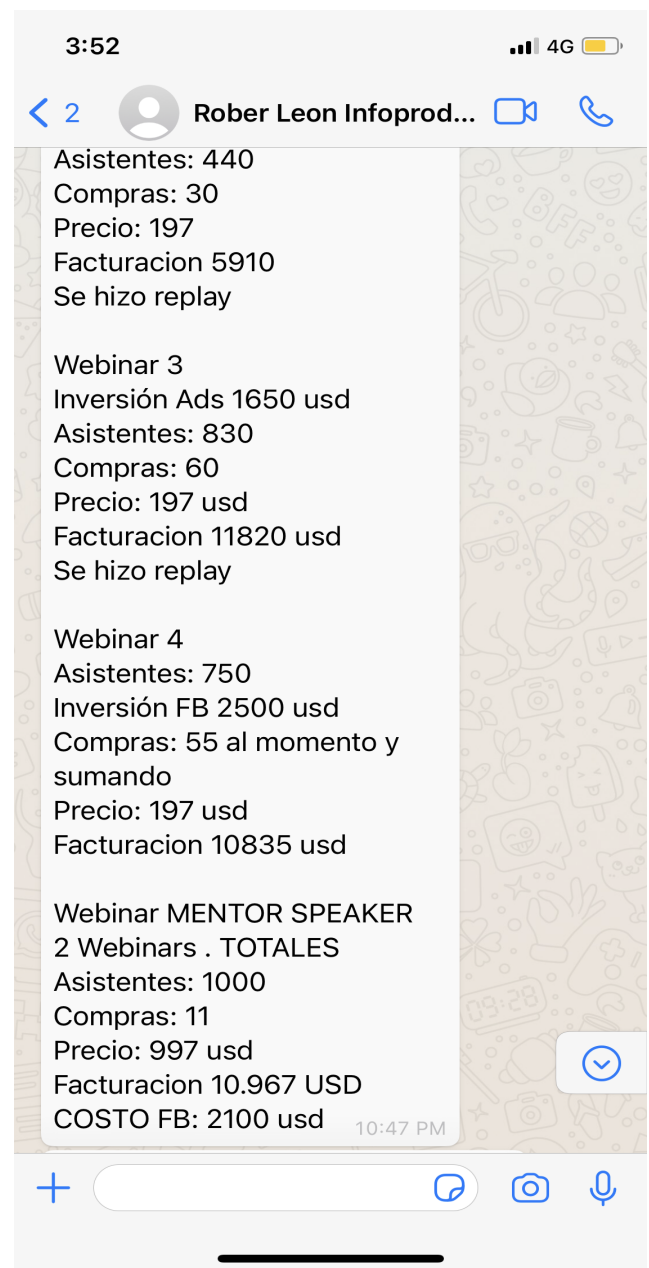 3:52
4G
2
Rober Leon Infoprod...
Asistentes: 440
Compras: 30
Precio: 197
Facturacion 5910
Se hizo replay
Webinar 3
Inversión Ads 1650 usd
Asistentes: 830
Compras: 60
Precio: 197 usd
Facturacion 11820 usd
Se hizo replay
Webinar 4
Asistentes: 750
Inversión FB 2500 usd
Compras: 55 al momento y
sumando
Precio: 197 usd
Facturacion 10835 usd
Webinar MENTOR SPEAKER
2 Webinars . TOTALES
Asistentes: 1000
Compras: 11
Precio: 997 usd
Facturacion 10.967 USD
COSTO FB: 2100 usd
10:47 PM
BFF
09:28